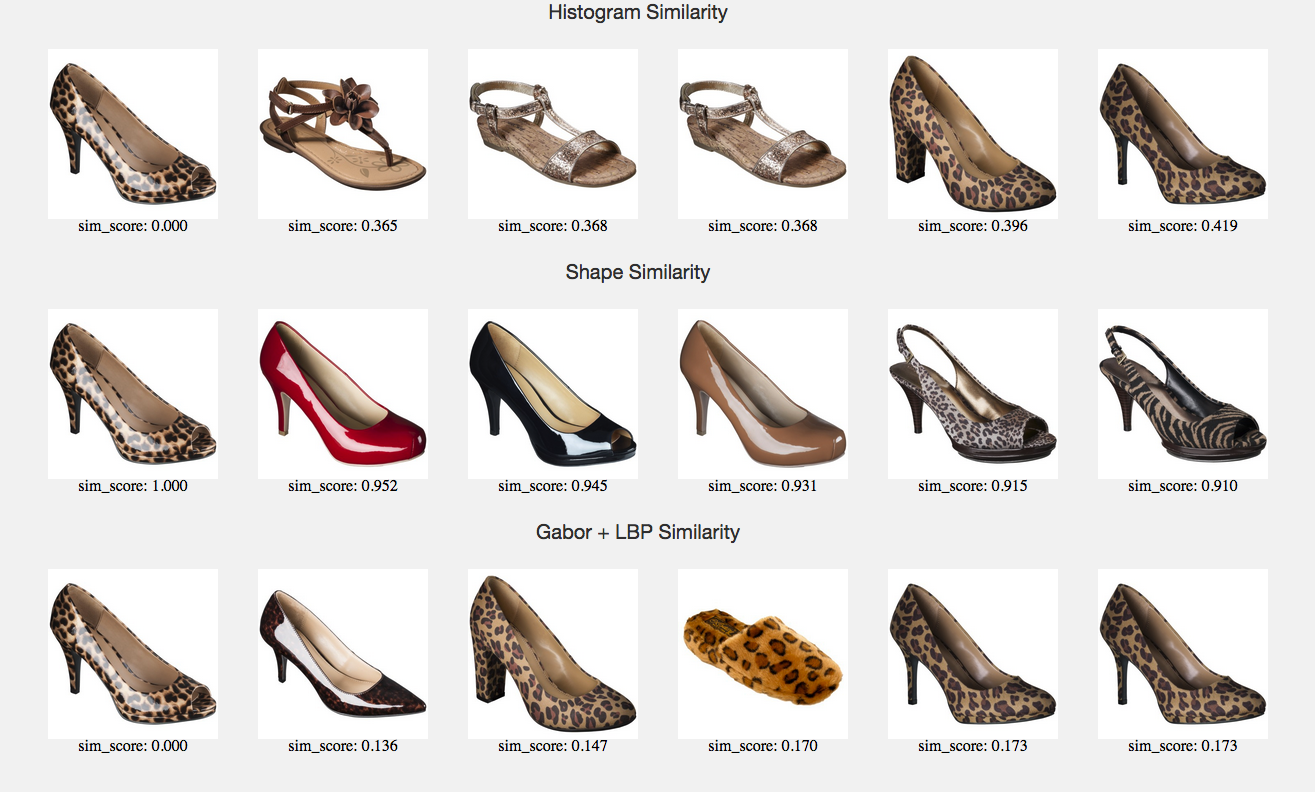 Histogram Similarity
sim_score: 0.000 sim_score: 0.365 sim_score: 0.368 sim_score: 0.368 sim_score: 0.396 sim_score: 0.419
Shape Similarity
sim_score: 1.000 sim_score: 0.952 sim_score: 0.945 sim_score: 0.931 sim_score: 0.915 sim_score: 0.910
Gabor + LBP Similarity
sim_score: 0.000 sim_score: 0.136 sim_score: 0.147 sim_score: 0.170 sim_score: 0.173 sim_score: 0.173